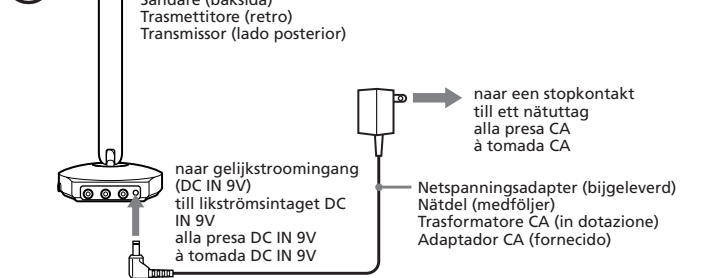 Sändare (baksida)
Trasmettitore (retro)
Transmissor (lado posterior)
naar een stopkontakt
till ett nätuttag
alla presa CA
à tomada CA
naar gelijkstroomingang
(DC IN 9V)
till likströmsintaget DC
IN 9V
alla presa DC IN 9V
à tomada DC IN 9V
Netspanningsadapter (bijgeleverd)
Nätdel (medföljer)
Trasformatore CA (in dotazione)
Adaptador CA (fornecido)